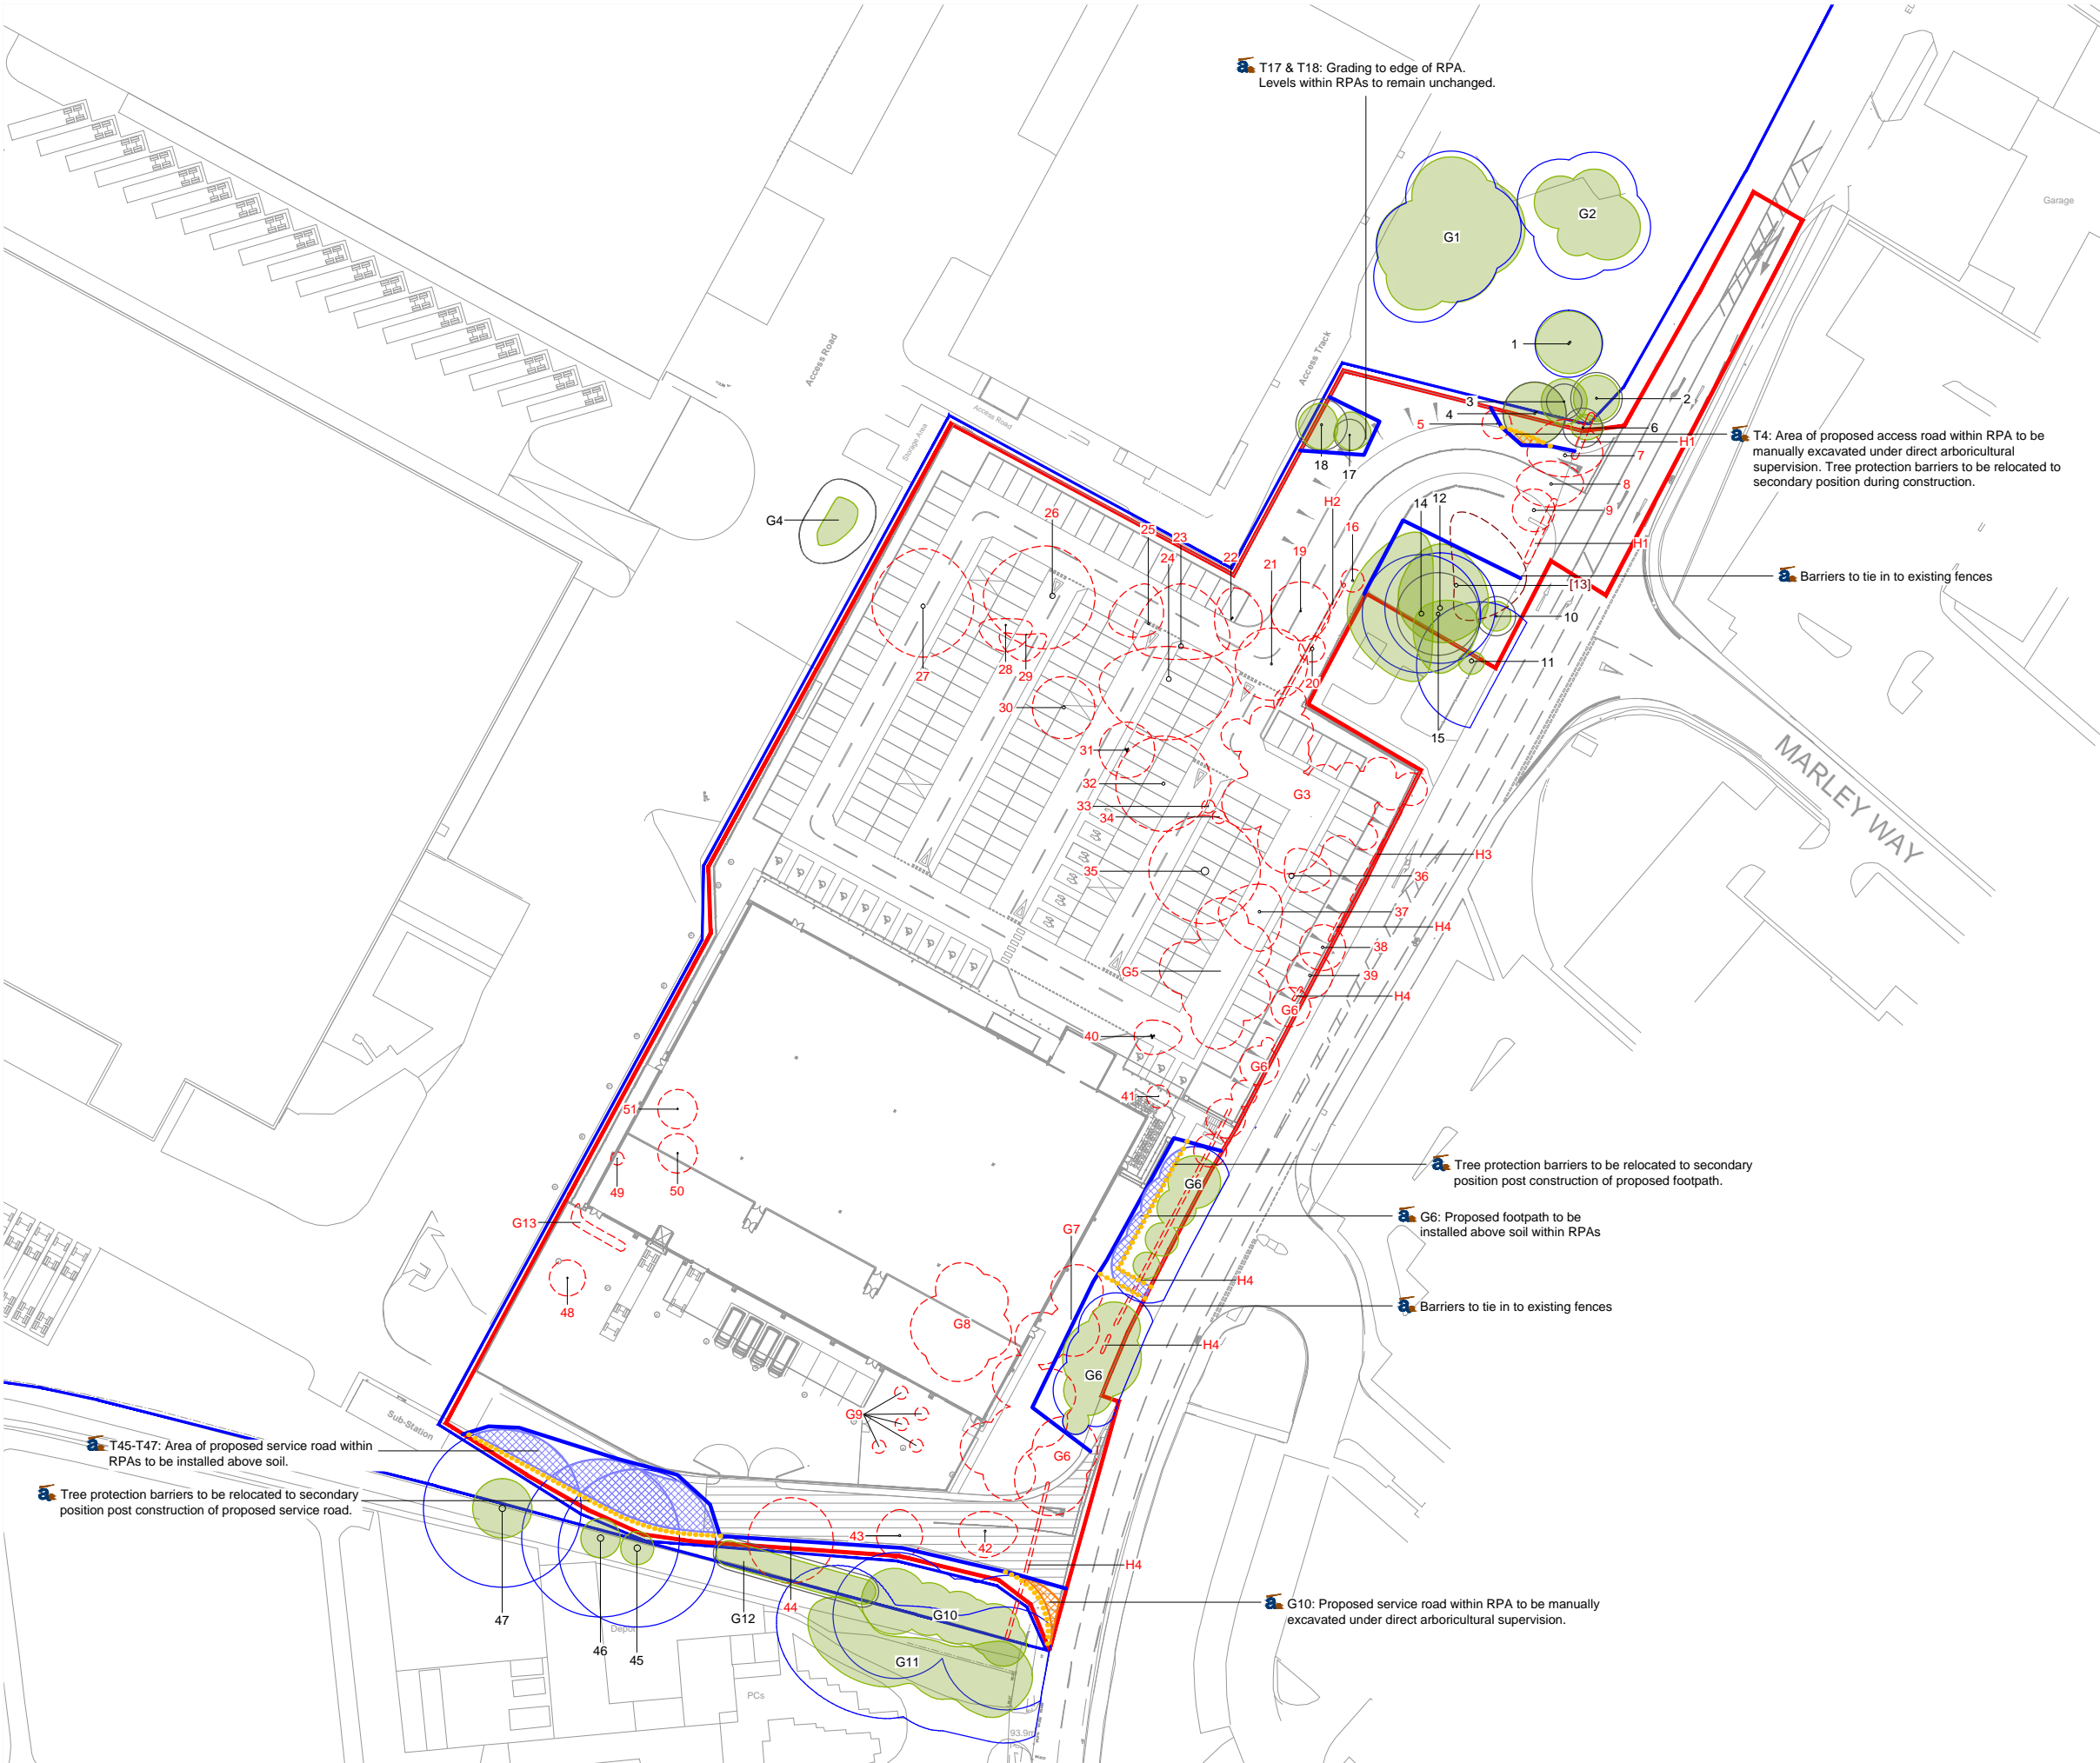 T17 & T18: Grading to edge of RPA.
Levels within RPAs to remain unchanged.
G1
G2
Garage
Access Road
Access Track
Access Road
Storage Area
1
2
3
4
5
6
H1
7
8
9
H1
T4: Area of proposed access road within RPA to be
manually excavated under direct arboricultural
supervision. Tree protection barriers to be relocated to
secondary position during construction.
18
17
H2
14
12
16
G4
26
25
23
24
22
21
19
Barriers to tie in to existing fences
[13]
10
11
15
20
27
28
29
30
31
32
33
34
35
G3
MARLEY WAY
H3
36
37
H4
38
39
G5
H4
G6
40
G6
41
51
49
50
G13
48
Tree protection barriers to be relocated to secondary
position post construction of proposed footpath.
G6
G6: Proposed footpath to be
installed above soil within RPAs
G7
H4
Barriers to tie in to existing fences
G8
H4
G6
G9
G6
Sub-Station
T45-T47: Area of proposed service road within
RPAs to be installed above soil.
Tree protection barriers to be relocated to secondary
position post construction of proposed service road.
43
42
H4
44
47
46
45
G12
G10
G11
G10: Proposed service road within RPA to be manually
excavated under direct arboricultural supervision.
Depot
PCs
93.9m